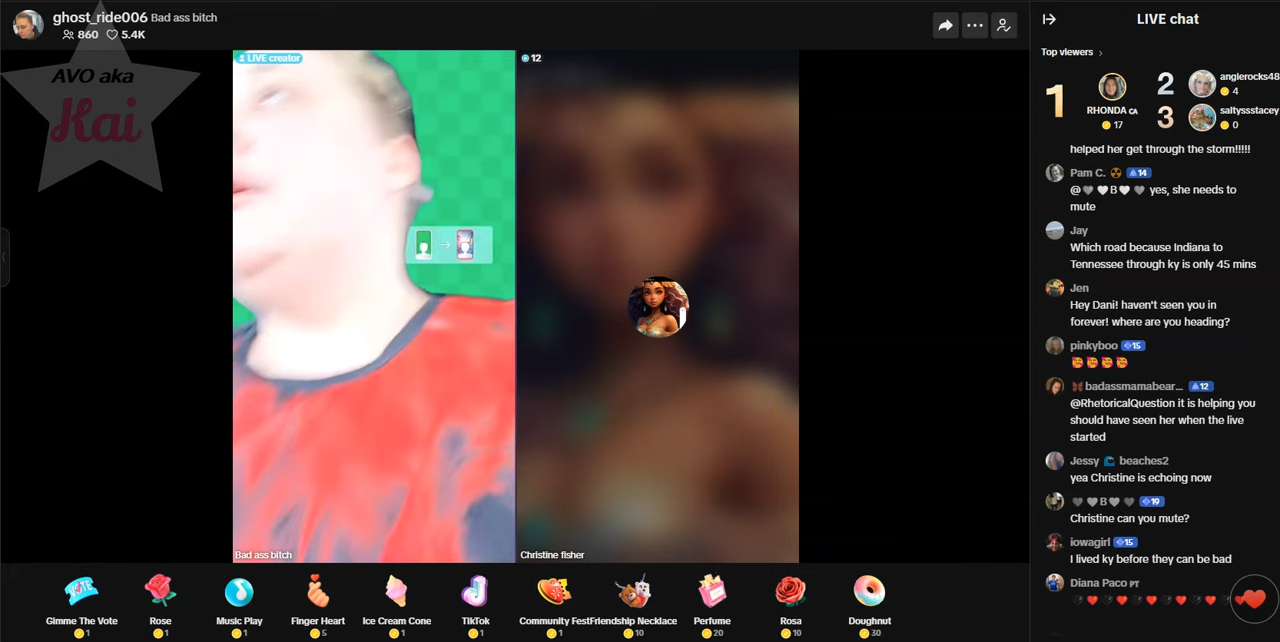 ghost_ride006 Bad ass bitch
860 5.4K
AVO aka
Kai
LIVE creator
12
Bad ass bitch
Christine fisher
VOTE
Gimme The Vote
1
Rose
1
Music Play
1
Finger Heart
5
Ice Cream Cone
1
TikTok
1
Community Fest
1
Friendship Necklace
10
Perfume
20
Rosa
10
Doughnut
30
LIVE chat
Top viewers
1
RHONDA CA
17
2
anglerocks48
4
3
saltyssstacey
0
helped her get through the storm!!!!!
Pam C. ☢️ 14
@🖤🤍B🤍🖤 yes, she needs to
mute
Jay
Which road because Indiana to
Tennessee through ky is only 45 mins
Jen
Hey Dani! haven't seen you in
forever! where are you heading?
pinkyboo 15
🥰🥰🥰🥰
badassmamabear... 12
@RhetoricalQuestion it is helping you
should have seen her when the live
started
Jessy 🌊 beaches2
yea Christine is echoing now
🖤🤍B🤍🖤 19
Christine can you mute?
iowagirl 15
I lived ky before they can be bad
Diana Paco PT